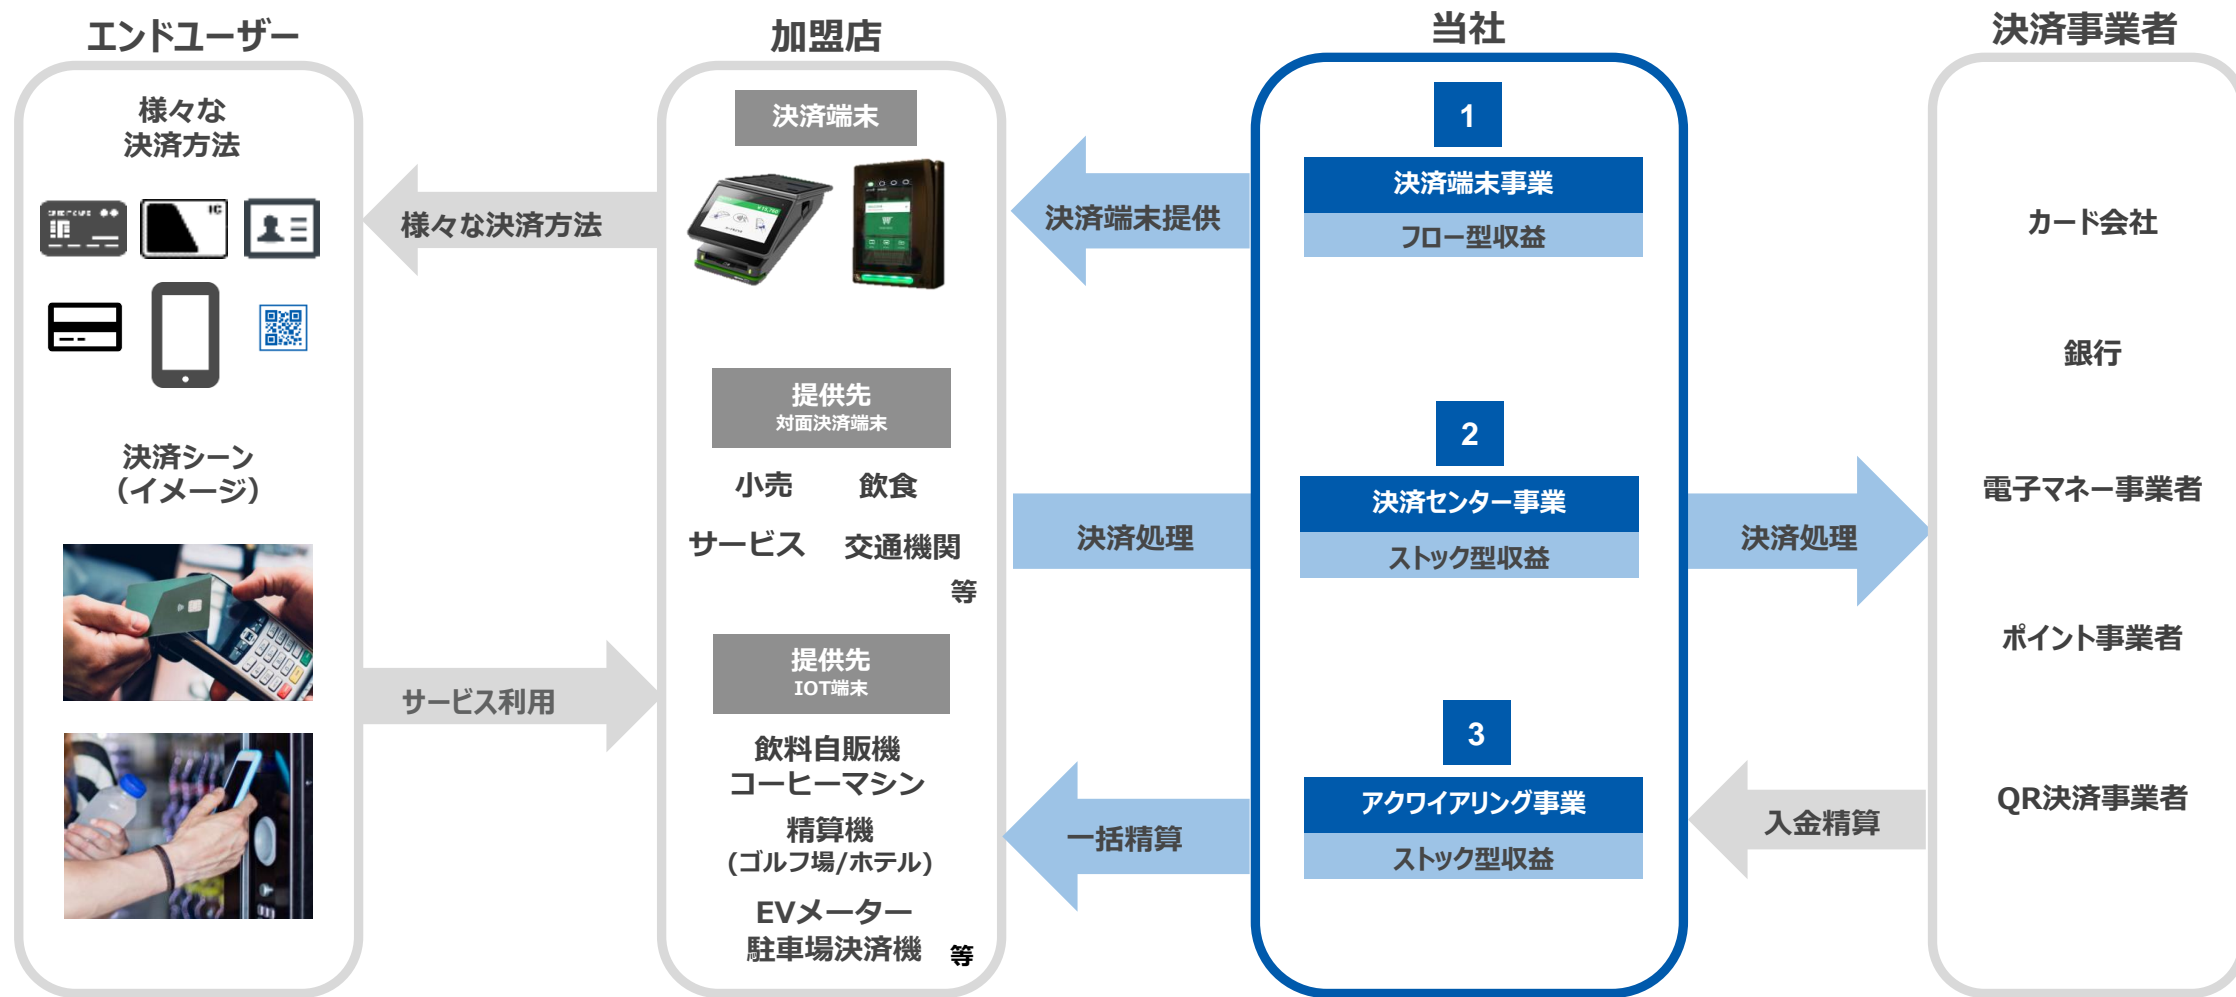 エンドユーザー
様々な
決済方法
IC
決済シーン
（イメージ）
様々な決済方法
サービス利用
加盟店
決済端末
提供先
対面決済端末
小売 飲食
サービス 交通機関
等
提供先
IOT端末
飲料自販機
コーヒーマシン
精算機
(ゴルフ場/ホテル)
EVメーター
駐車場決済機 等
決済端末提供
決済処理
一括精算
当社
1
決済端末事業
フロー型収益
2
決済センター事業
ストック型収益
3
アクワイアリング事業
ストック型収益
決済処理
入金精算
決済事業者
カード会社
銀行
電子マネー事業者
ポイント事業者
QR決済事業者